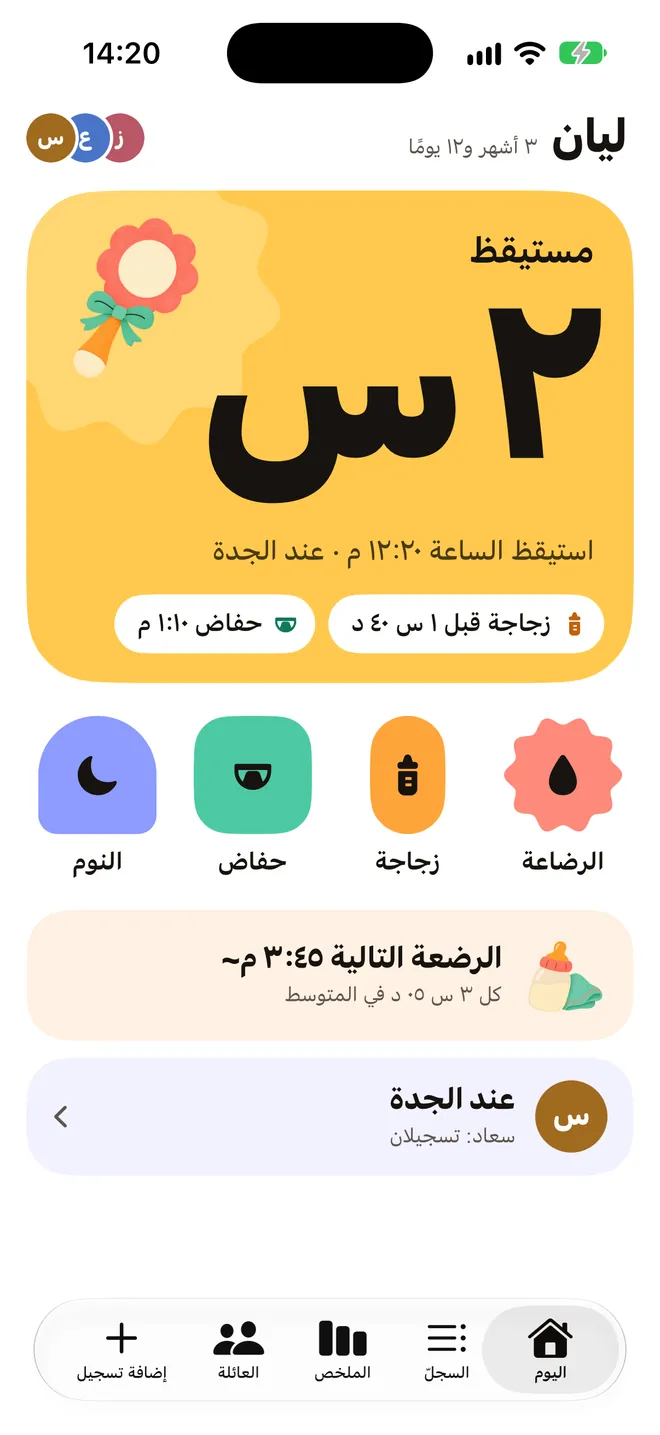 14:20
ليان ٣ أشهر و١٢ يومًا
ز ع س
مستيقظ
٢ س
استيقظ الساعة ١٢:٢٠ م · عند الجدة
زجاجة قبل ١ س ٤٠ د
حفاض ١:١٠ م
الرضاعة
زجاجة
حفاض
النوم
الرضعة التالية ٣:٤٥ م~
كل ٣ س ٠٥ د في المتوسط
س
عند الجدة
سعاد: تسجيلان
اليوم
السجلّ
الملخص
العائلة
إضافة تسجيل